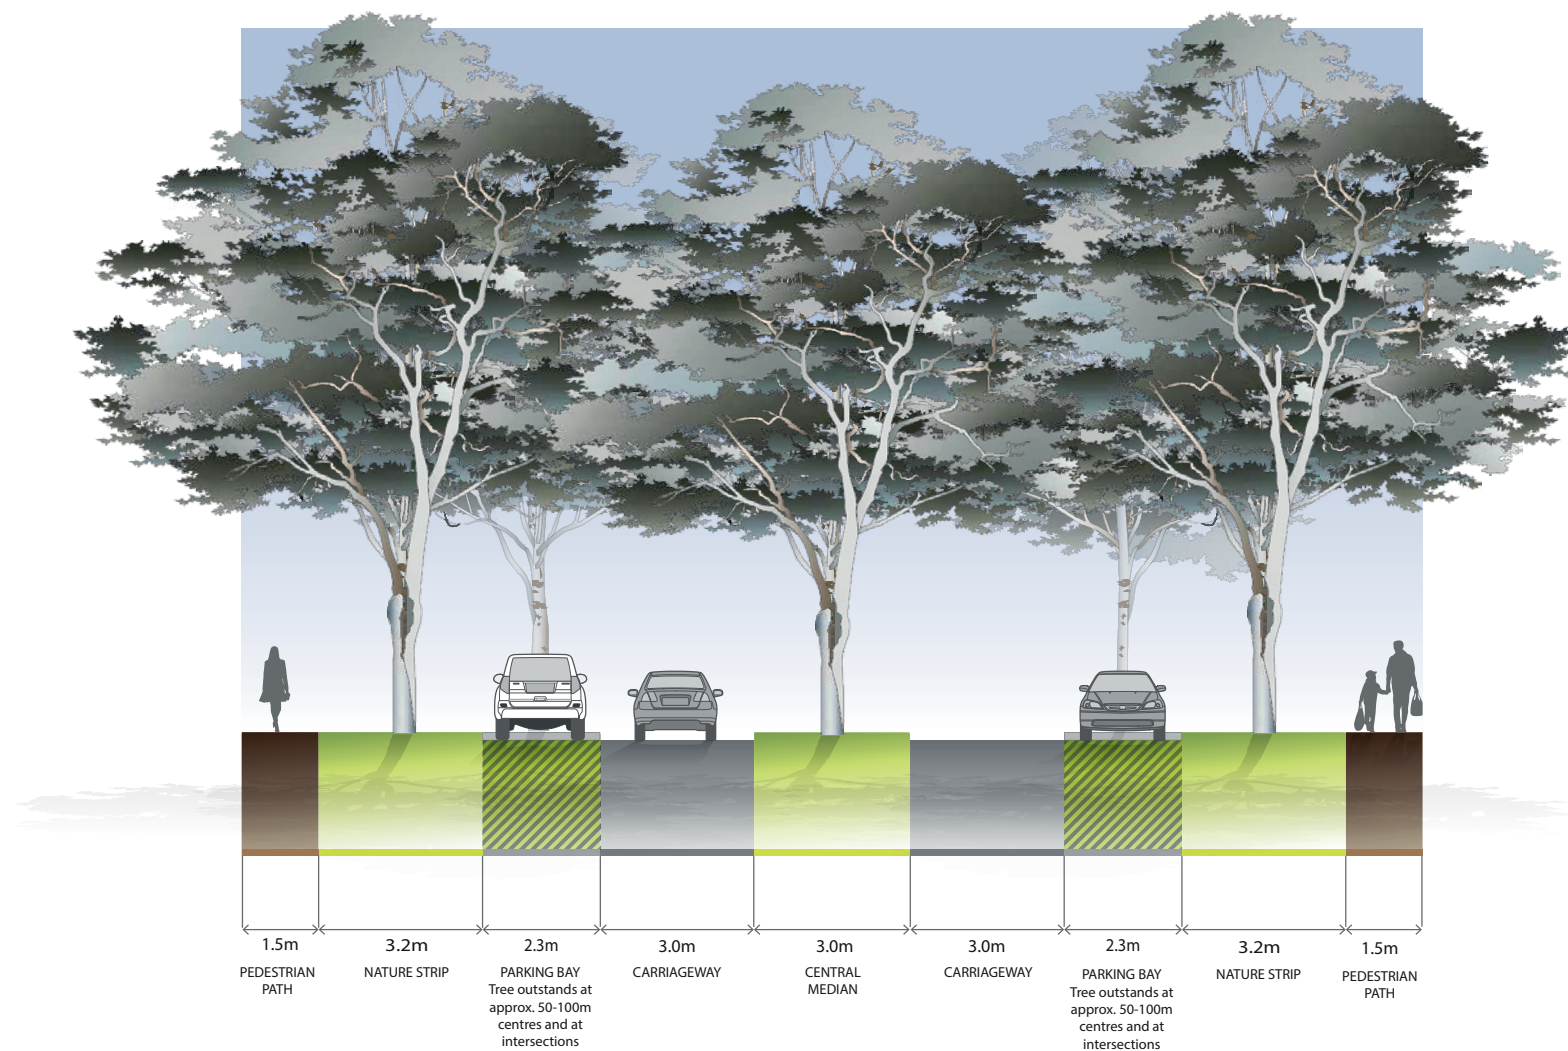 1.5m
3.2m
2.3m
3.0m
3.0m
3.0m
2.3m
3.2m
1.5m
PEDESTRIAN
PATH
NATURE STRIP
PARKING BAY
Tree outstands at
approx. 50-100m
centres and at
intersections
CARRIAGEWAY
CENTRAL
MEDIAN
CARRIAGEWAY
PARKING BAY
Tree outstands at
approx. 50-100m
centres and at
intersections
NATURE STRIP
PEDESTRIAN
PATH